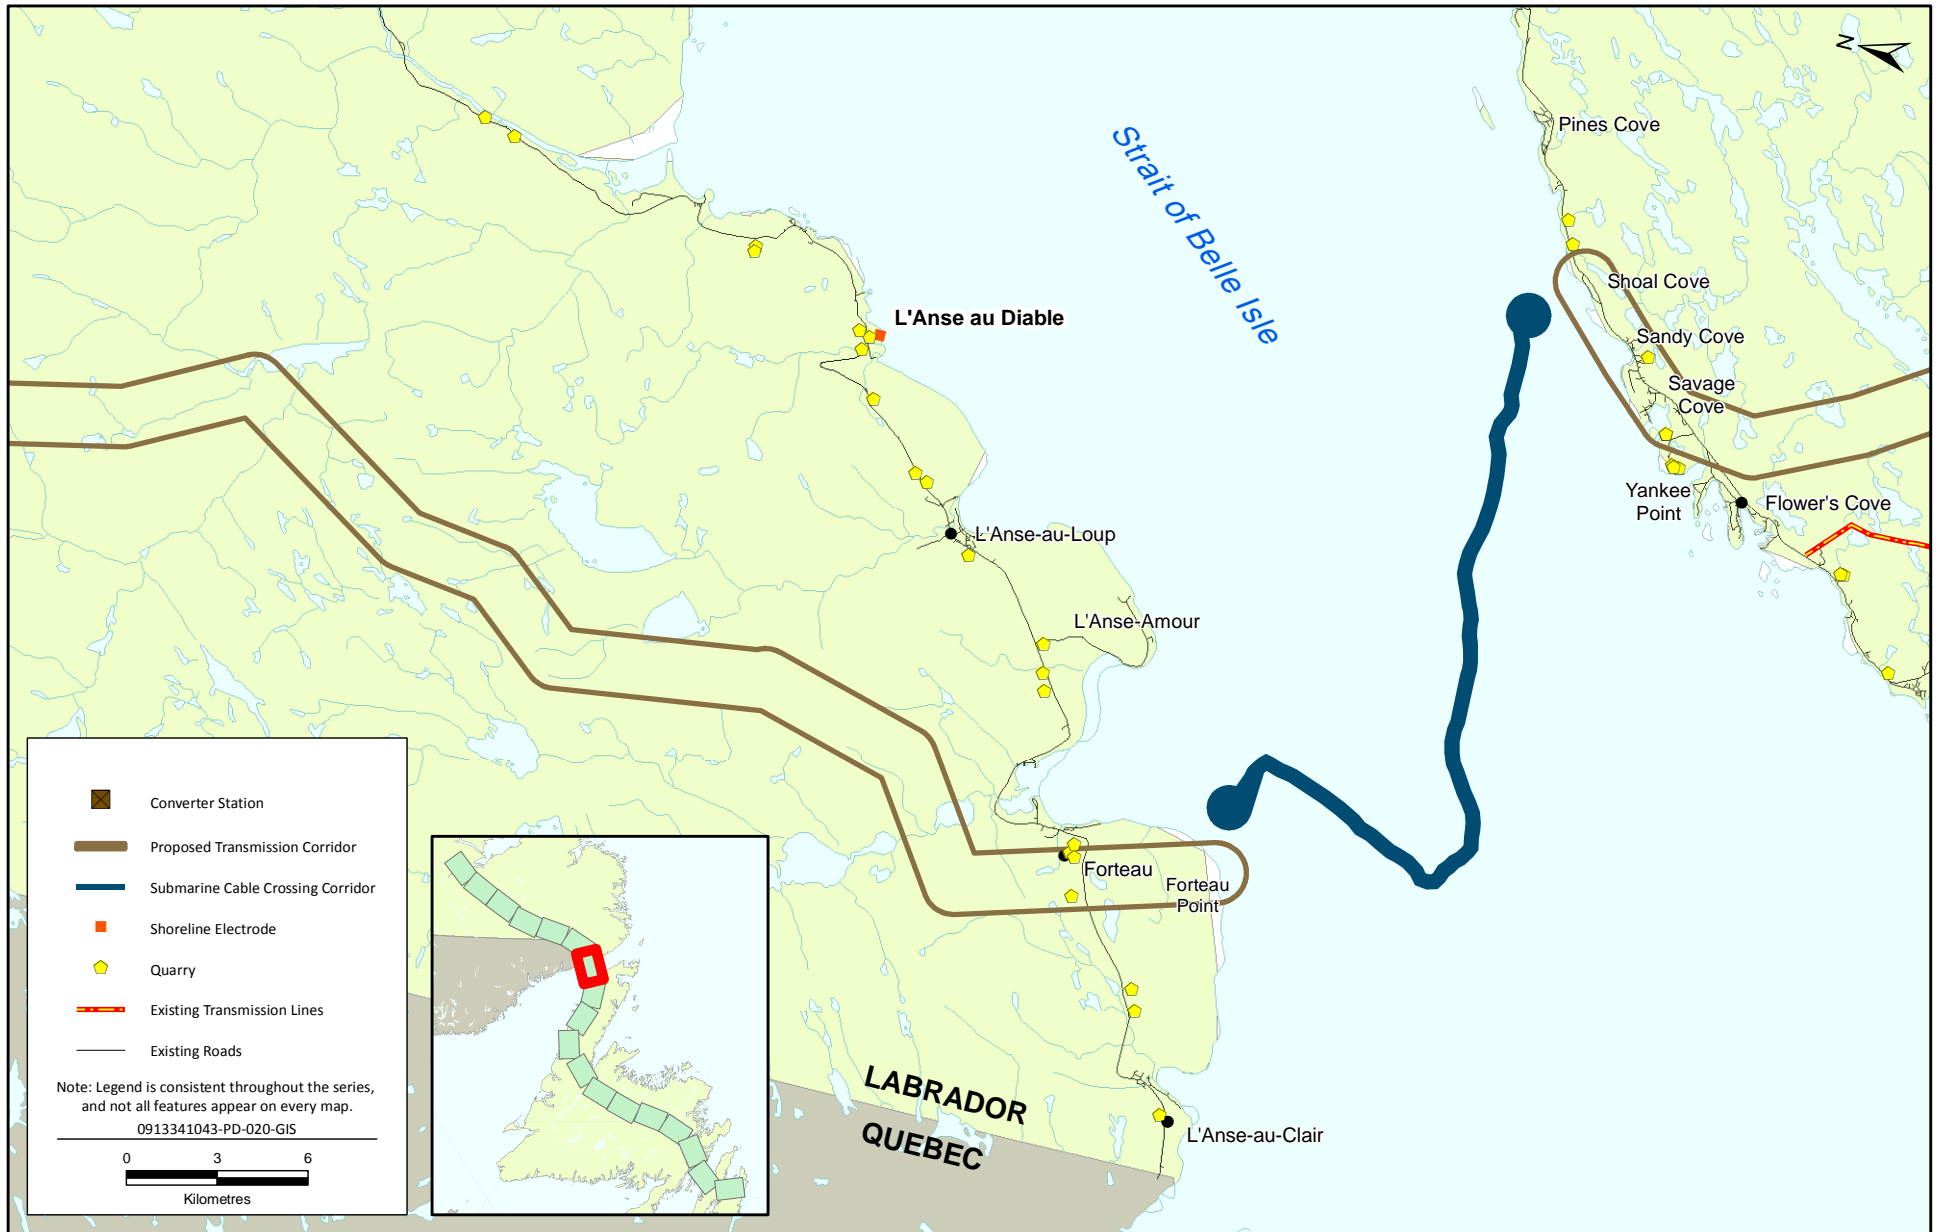 N
Pines Cove
Strait of Belle Isle
Shoal Cove
L'Anse au Diable
Sandy Cove
Savage
Cove
Yankee
Point
Flower's Cove
L'Anse-au-Loup
L'Anse-Amour
Forteau
Forteau
Point
LABRADOR
QUEBEC
L'Anse-au-Clair
Converter Station
Proposed Transmission Corridor
Submarine Cable Crossing Corridor
Shoreline Electrode
Quarry
Existing Transmission Lines
Existing Roads
Note: Legend is consistent throughout the series,
and not all features appear on every map.
0913341043-PD-020-GIS
0 3 6
Kilometres